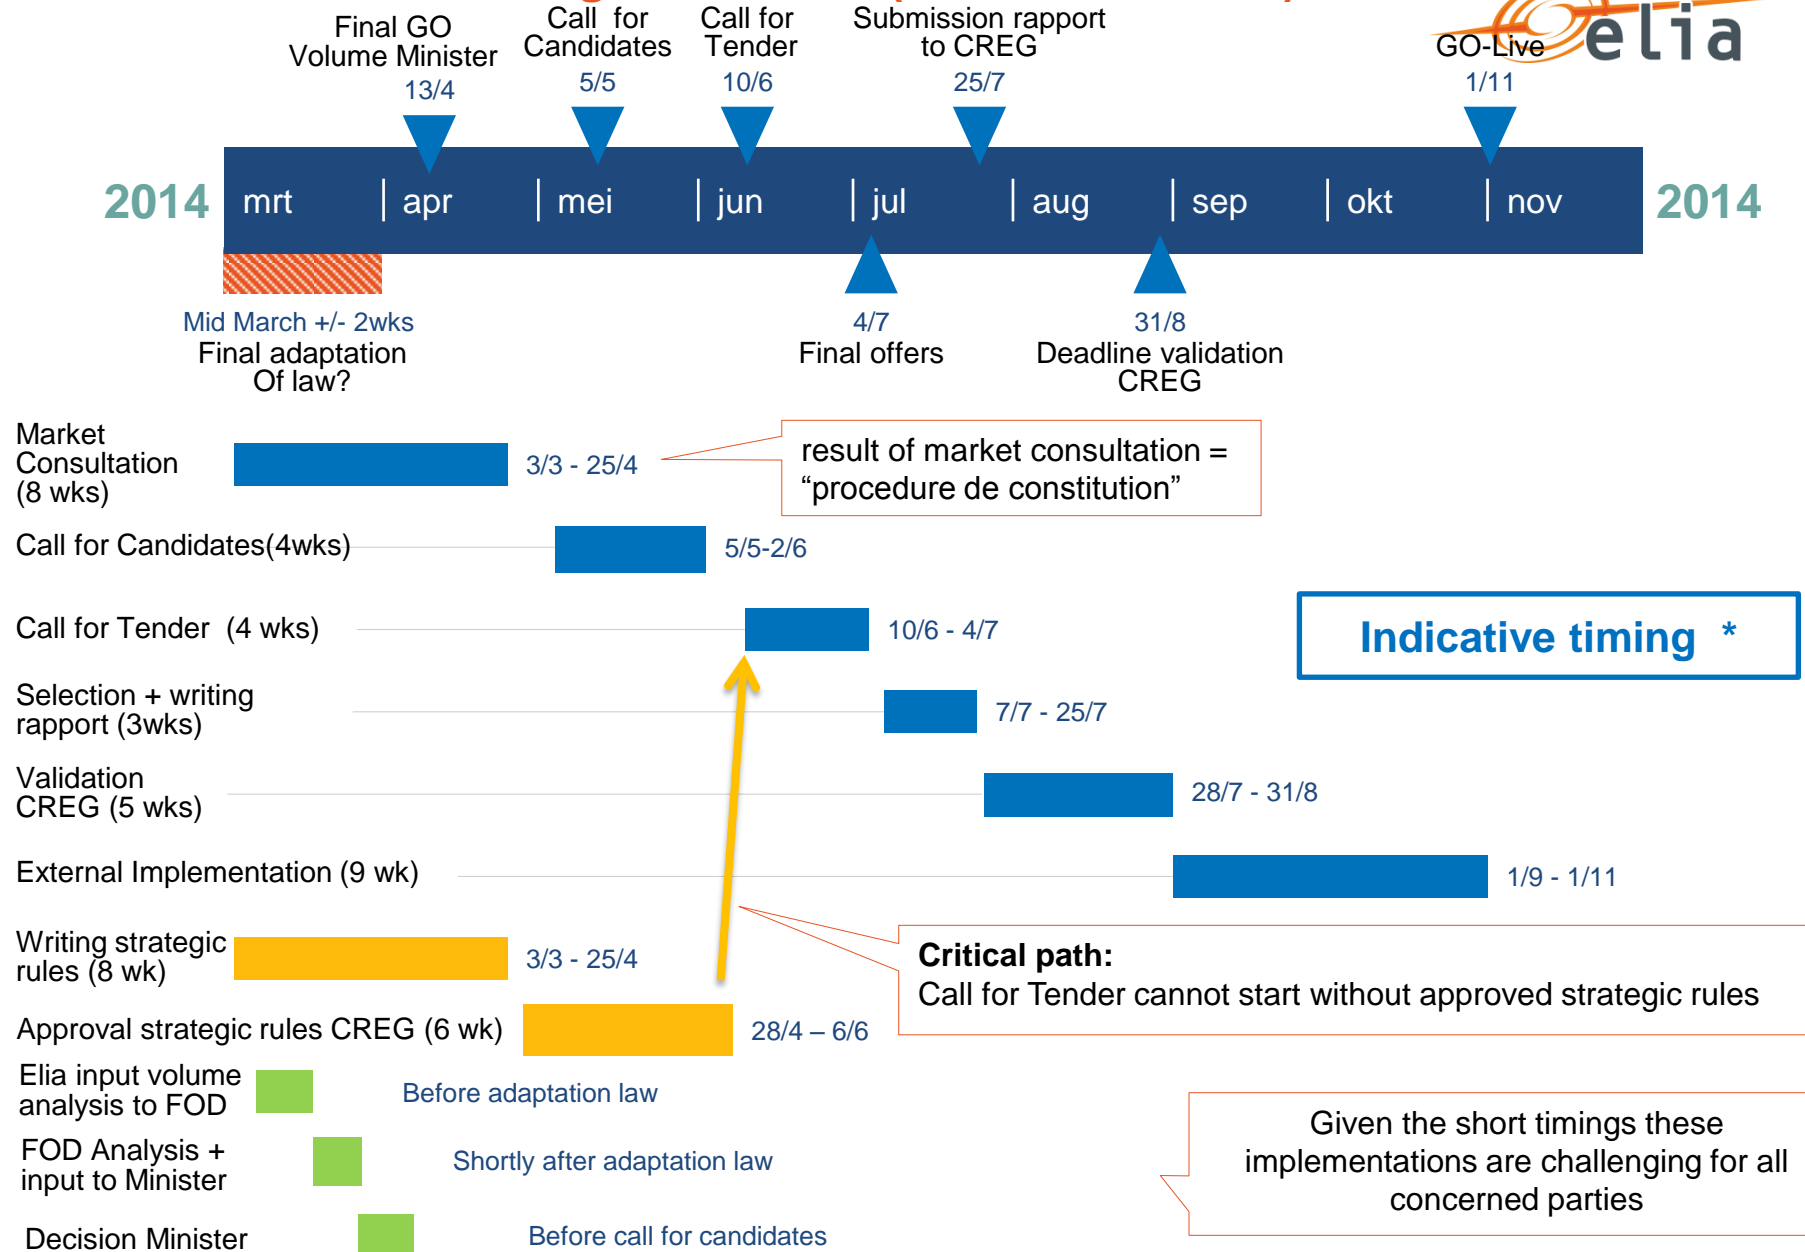 elia
Final GO
Volume Minister
13/4
Call for
Candidates
5/5
Call for
Tender
10/6
Submission rapport
to CREG
25/7
GO-Live
1/11
2014
mrt
apr
mei
jun
jul
aug
sep
okt
nov
2014
Mid March +/- 2wks
Final adaptation
Of law?
4/7
Final offers
31/8
Deadline validation
CREG
Market
Consultation
(8 wks)
3/3 - 25/4
result of market consultation =
“procedure de constitution”
Call for Candidates(4wks)
5/5-2/6
Call for Tender (4 wks)
10/6 - 4/7
Indicative timing *
Selection + writing
rapport (3wks)
7/7 - 25/7
Validation
CREG (5 wks)
28/7 - 31/8
External Implementation (9 wk)
1/9 - 1/11
Writing strategic
rules (8 wk)
3/3 - 25/4
Critical path:
Call for Tender cannot start without approved strategic rules
Approval strategic rules CREG (6 wk)
28/4 – 6/6
Elia input volume
analysis to FOD
Before adaptation law
FOD Analysis +
input to Minister
Shortly after adaptation law
Given the short timings these
implementations are challenging for all
concerned parties
Decision Minister
Before call for candidates